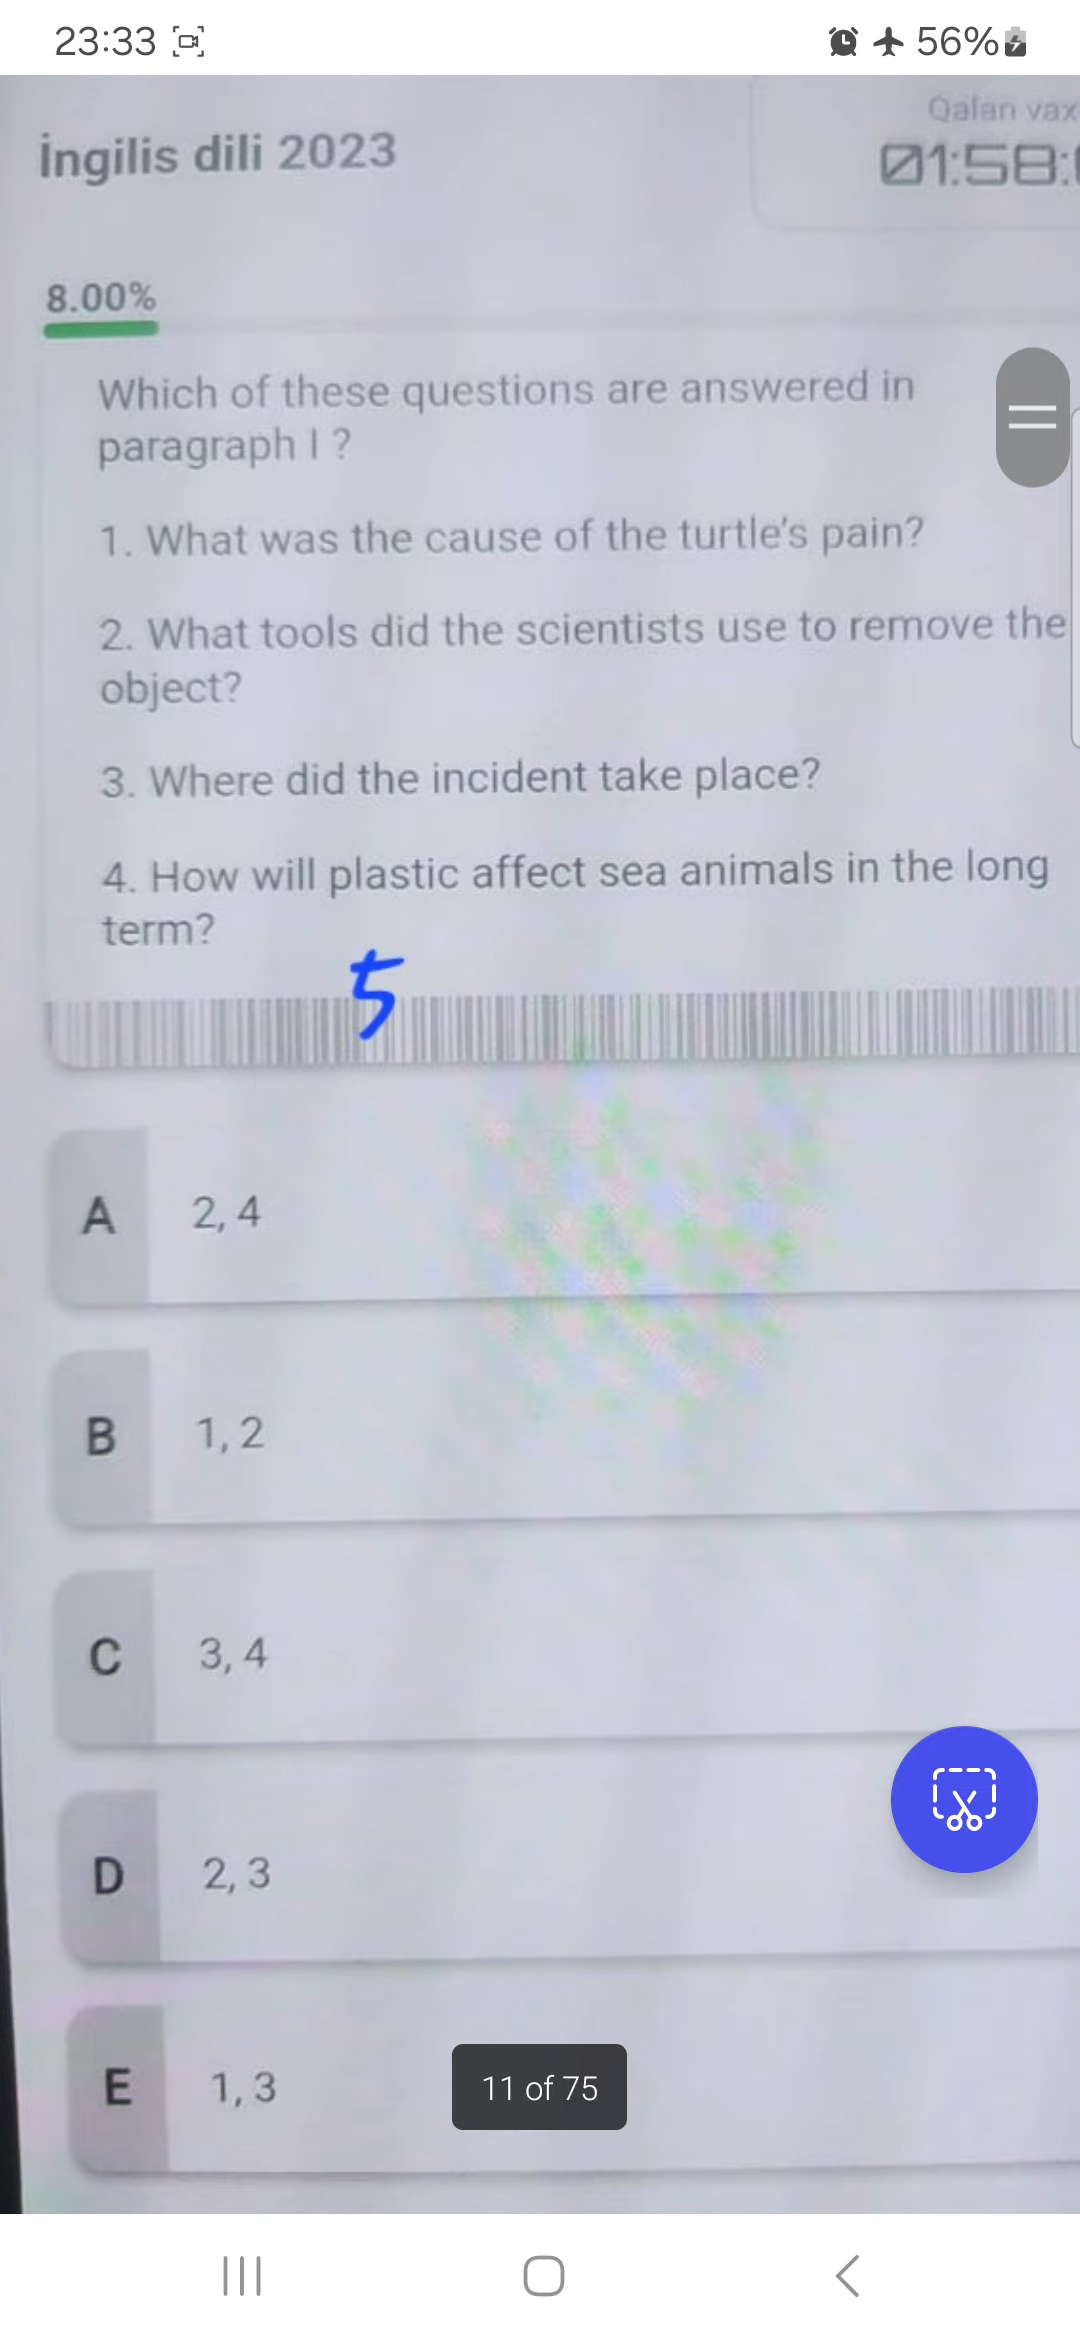 23:33
56%
Qalan vax
İngilis dili 2023
01:58:
8.00%
Which of these questions are answered in
paragraph I ?
1. What was the cause of the turtle's pain?
2. What tools did the scientists use to remove the
object?
3. Where did the incident take place?
4. How will plastic affect sea animals in the long
term?
5
A 2, 4
B 1, 2
C 3, 4
D 2, 3
E 1, 3
11 of 75